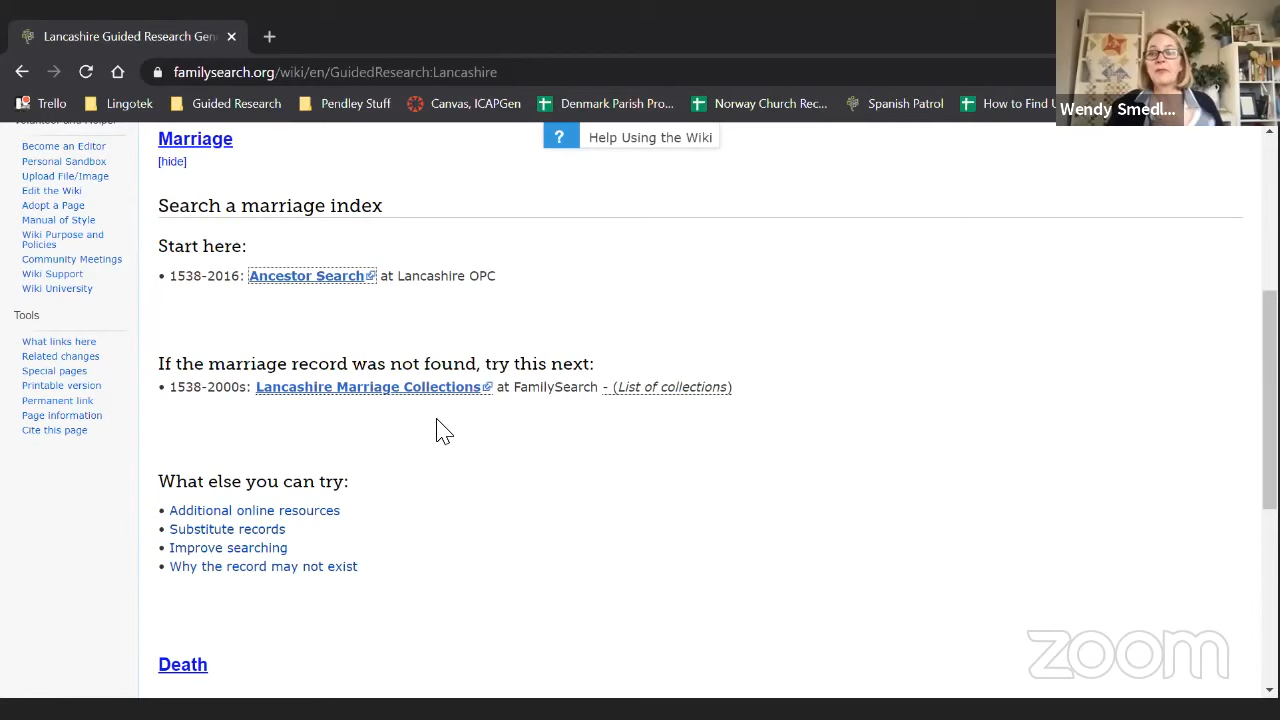 Lancashire Guided Research Gen
familysearch.org/wiki/en/GuidedResearch:Lancashire
Trello Lingotek Guided Research Pendley Stuff Canvas, ICAPGen Denmark Parish Pro... Norway Church Rec... Spanish Patrol How to Find U
Wendy Smedl...
Volunteer and Helper
Become an Editor
Personal Sandbox
Upload File/Image
Edit the Wiki
Adopt a Page
Manual of Style
Wiki Purpose and
Policies
Community Meetings
Wiki Support
Wiki University
Tools
What links here
Related changes
Special pages
Printable version
Permanent link
Page information
Cite this page
? Help Using the Wiki
Marriage
[hide]
Search a marriage index
Start here:
• 1538-2016: Ancestor Search at Lancashire OPC
If the marriage record was not found, try this next:
• 1538-2000s: Lancashire Marriage Collections at FamilySearch - (List of collections)
What else you can try:
• Additional online resources
• Substitute records
• Improve searching
• Why the record may not exist
Death
zoom